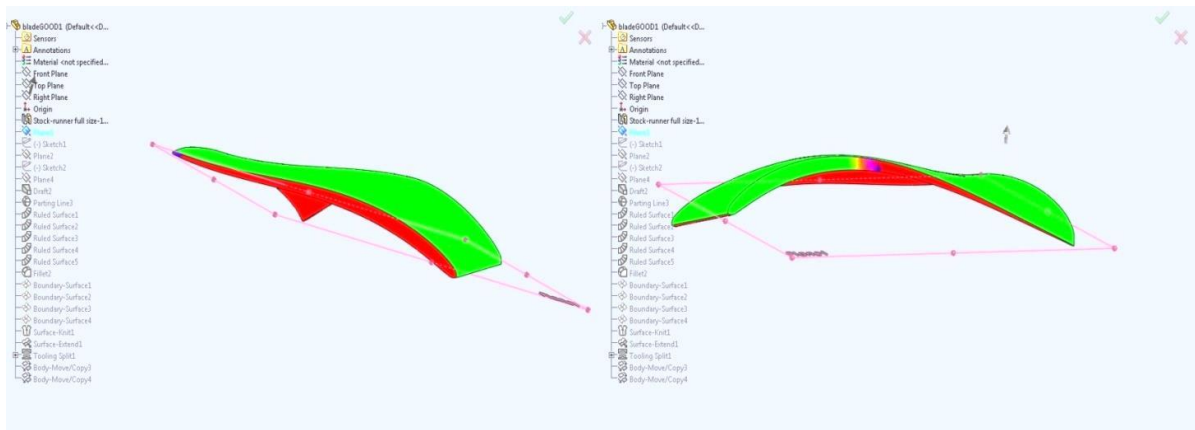 bladeGOOD1 (Default<<D...
Sensors
Annotations
Material <not specified...
Front Plane
Top Plane
Right Plane
Origin
Stock-runner full size-1...
(-) Sketch1
Plane2
(-) Sketch2
Plane4
Draft2
Parting Line3
Ruled Surface1
Ruled Surface2
Ruled Surface3
Ruled Surface4
Ruled Surface5
Fillet2
Boundary-Surface1
Boundary-Surface2
Boundary-Surface3
Boundary-Surface4
Surface-Knit1
Surface-Extend1
Tooling Split1
Body-Move/Copy3
Body-Move/Copy4
bladeGOOD1 (Default<<D...
Sensors
Annotations
Material <not specified...
Front Plane
Top Plane
Right Plane
Origin
Stock-runner full size-1...
(-) Sketch1
Plane2
(-) Sketch2
Plane4
Draft2
Parting Line3
Ruled Surface1
Ruled Surface2
Ruled Surface3
Ruled Surface4
Ruled Surface5
Fillet2
Boundary-Surface1
Boundary-Surface2
Boundary-Surface3
Boundary-Surface4
Surface-Knit1
Surface-Extend1
Tooling Split1
Body-Move/Copy3
Body-Move/Copy4